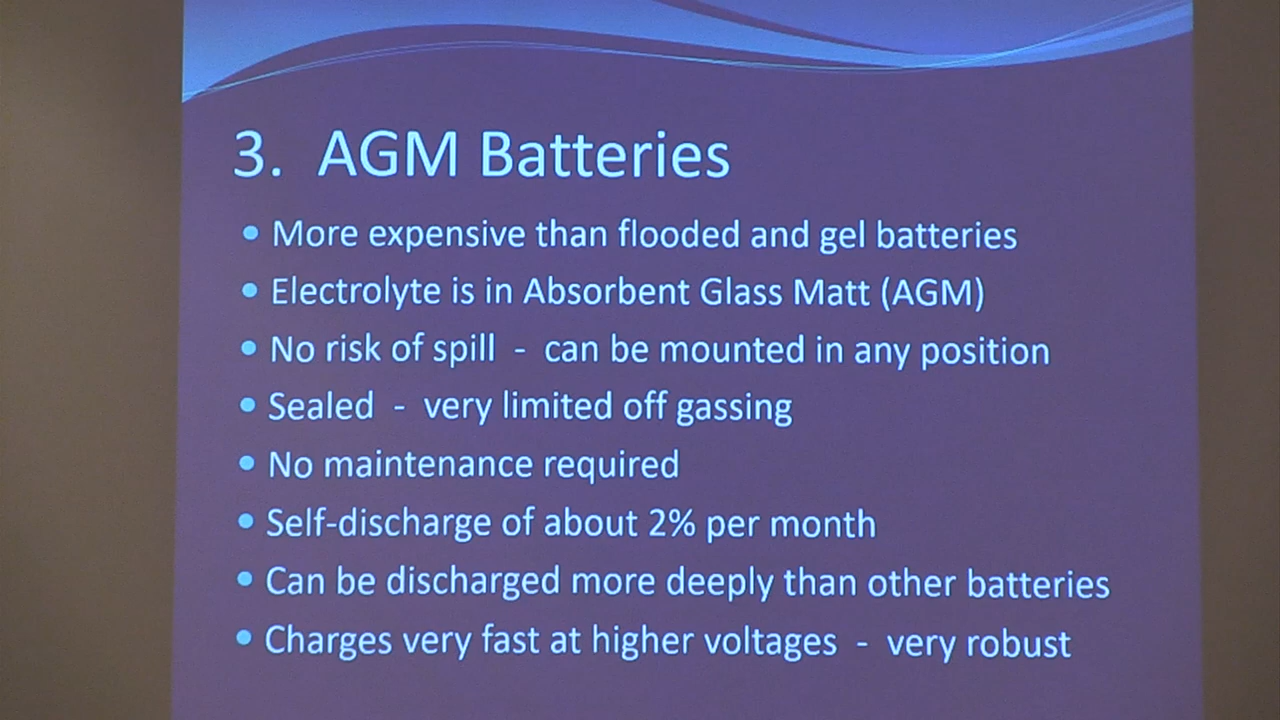 3. AGM Batteries
• More expensive than flooded and gel batteries
• Electrolyte is in Absorbent Glass Matt (AGM)
• No risk of spill - can be mounted in any position
• Sealed - very limited off gassing
• No maintenance required
• Self-discharge of about 2% per month
• Can be discharged more deeply than other batteries
• Charges very fast at higher voltages - very robust